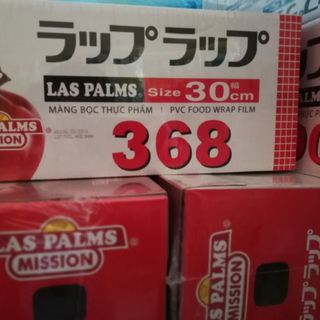 ラップラップ
LAS PALMS® Size 30cm 幅
MÀNG BỌC THỰC PHẨM | PVC FOOD WRAP FILM
368
PALMS
MISSION
LAS PALMS
MISSION
LAS PALMS
MISSION